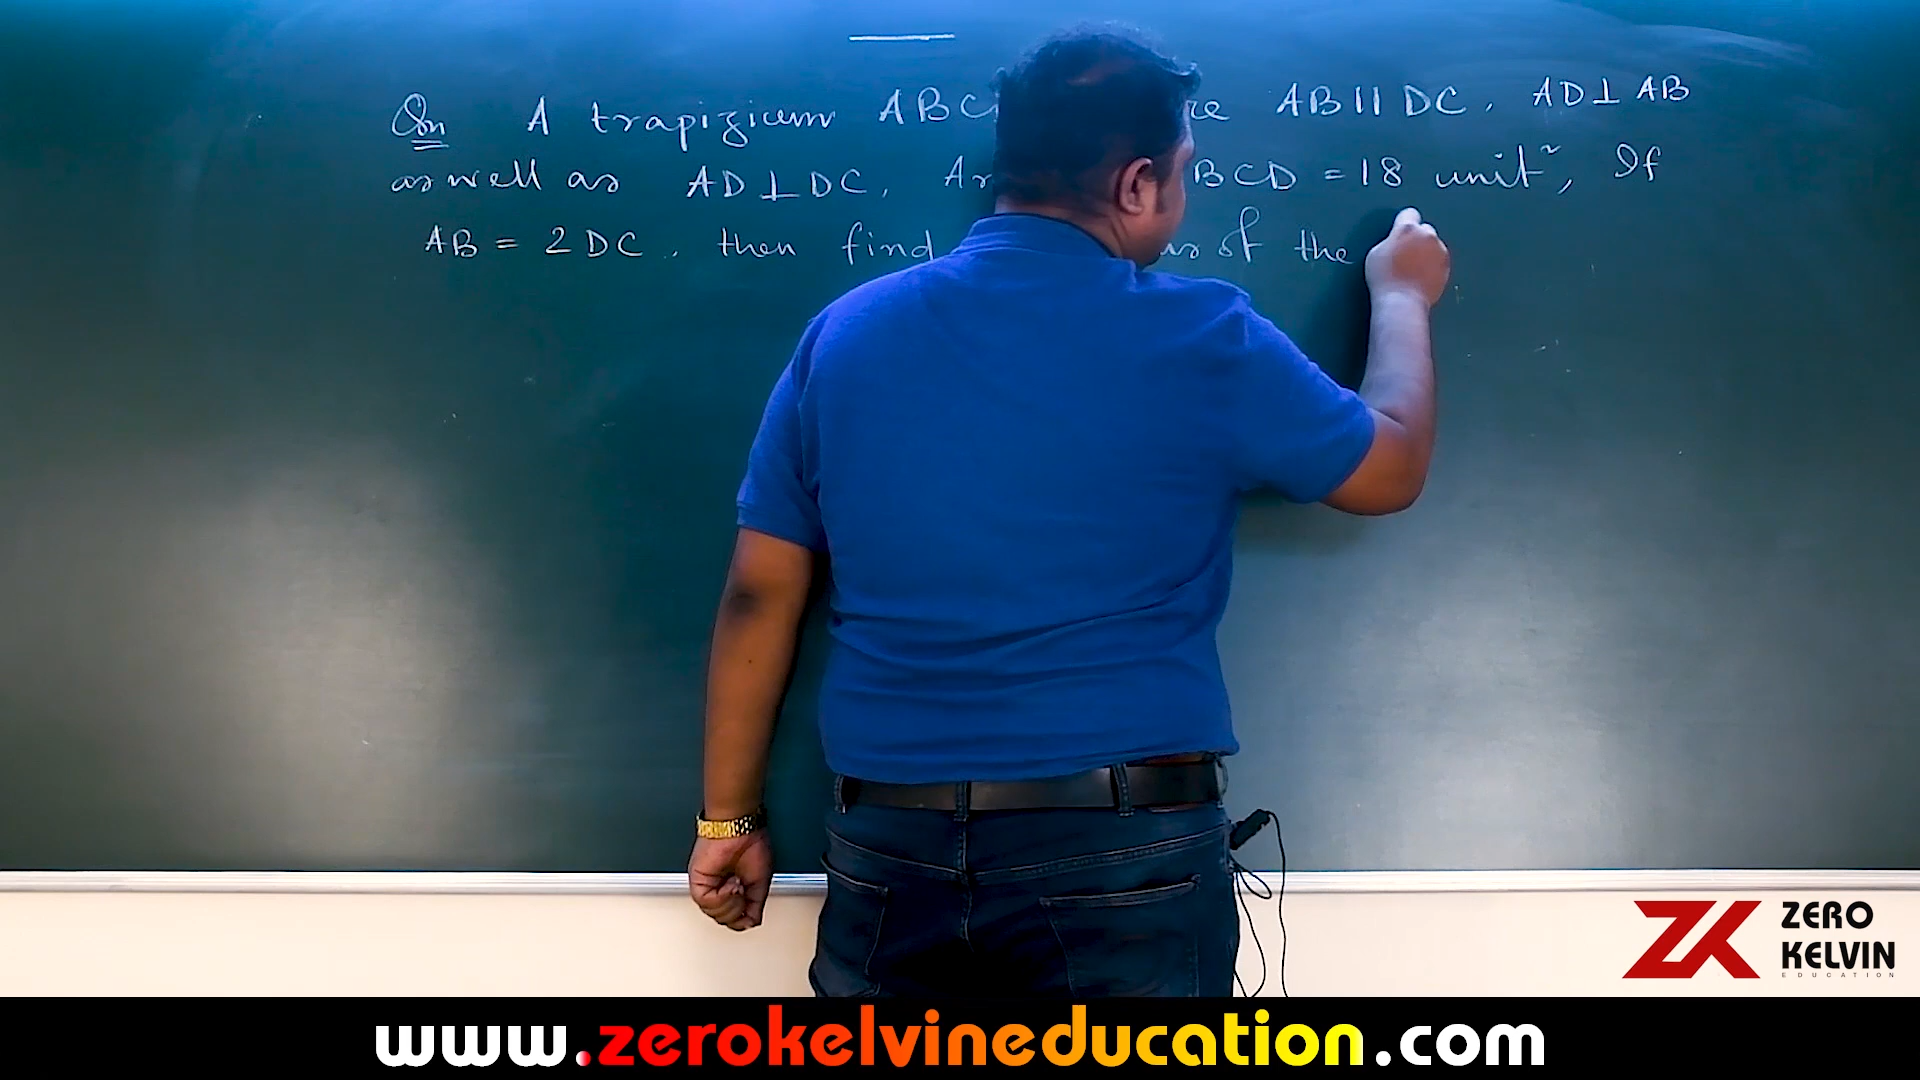 Qn A trapizium ABC re AB || DC, AD ⊥ AB
as well as AD ⊥ DC, Ar BCD = 18 unit², If
AB = 2 DC, then find us of the
ZERO
KELVIN
EDUCATION
www.zerokelvineducation.com